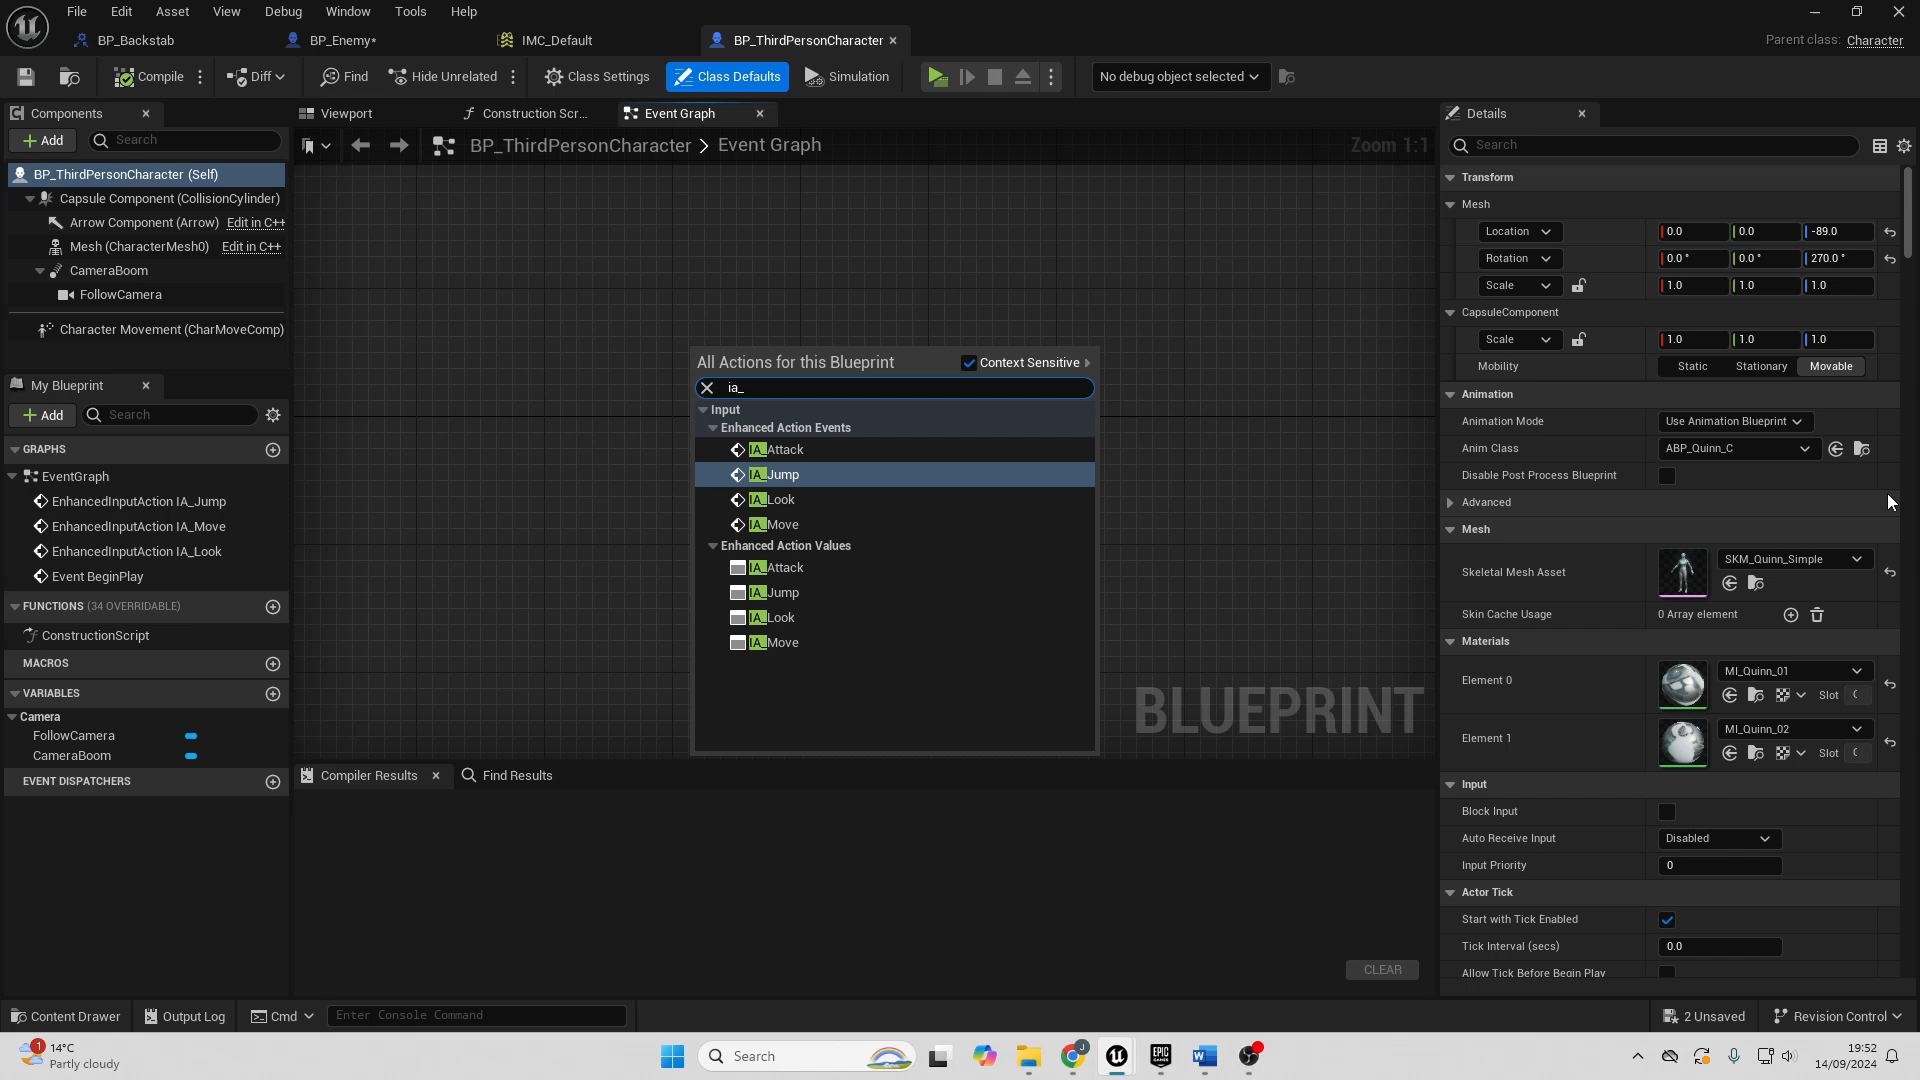 File Edit Asset View Debug Window Tools Help
BP_Backstab BP_Enemy* IMC_Default BP_ThirdPersonCharacter Parent class: Character
Compile Diff Find Hide Unrelated Class Settings Class Defaults Simulation No debug object selected
Components Viewport Construction Scr... Event Graph Details
Add Search BP_ThirdPersonCharacter > Event Graph Zoom 1:1 Search
BP_ThirdPersonCharacter (Self)
Capsule Component (CollisionCylinder)
Arrow Component (Arrow) Edit in C++
Mesh (CharacterMesh0) Edit in C++
CameraBoom
FollowCamera
Character Movement (CharMoveComp)
My Blueprint
Add Search
GRAPHS
EventGraph
EnhancedInputAction IA_Jump
EnhancedInputAction IA_Move
EnhancedInputAction IA_Look
Event BeginPlay
FUNCTIONS (34 OVERRIDABLE)
ConstructionScript
MACROS
VARIABLES
Camera
FollowCamera
CameraBoom
EVENT DISPATCHERS
All Actions for this Blueprint Context Sensitive
ia_
Input
Enhanced Action Events
IA_Attack
IA_Jump
IA_Look
IA_Move
Enhanced Action Values
IA_Attack
IA_Jump
IA_Look
IA_Move
BLUEPRINT
Compiler Results Find Results
CLEAR
Transform
Mesh
Location 0.0 0.0 -89.0
Rotation 0.0 ° 0.0 ° 270.0 °
Scale 1.0 1.0 1.0
CapsuleComponent
Scale 1.0 1.0 1.0
Mobility Static Stationary Movable
Animation
Animation Mode Use Animation Blueprint
Anim Class ABP_Quinn_C
Disable Post Process Blueprint
Advanced
Mesh
Skeletal Mesh Asset SKM_Quinn_Simple
Skin Cache Usage 0 Array element
Materials
Element 0 MI_Quinn_01
Slot
Element 1 MI_Quinn_02
Slot
Input
Block Input
Auto Receive Input Disabled
Input Priority 0
Actor Tick
Start with Tick Enabled
Tick Interval (secs) 0.0
Allow Tick Before Begin Play
Content Drawer Output Log Cmd Enter Console Command 2 Unsaved Revision Control
1 14°C
Partly cloudy
Search
EPIC GAMES
19:52
14/09/2024